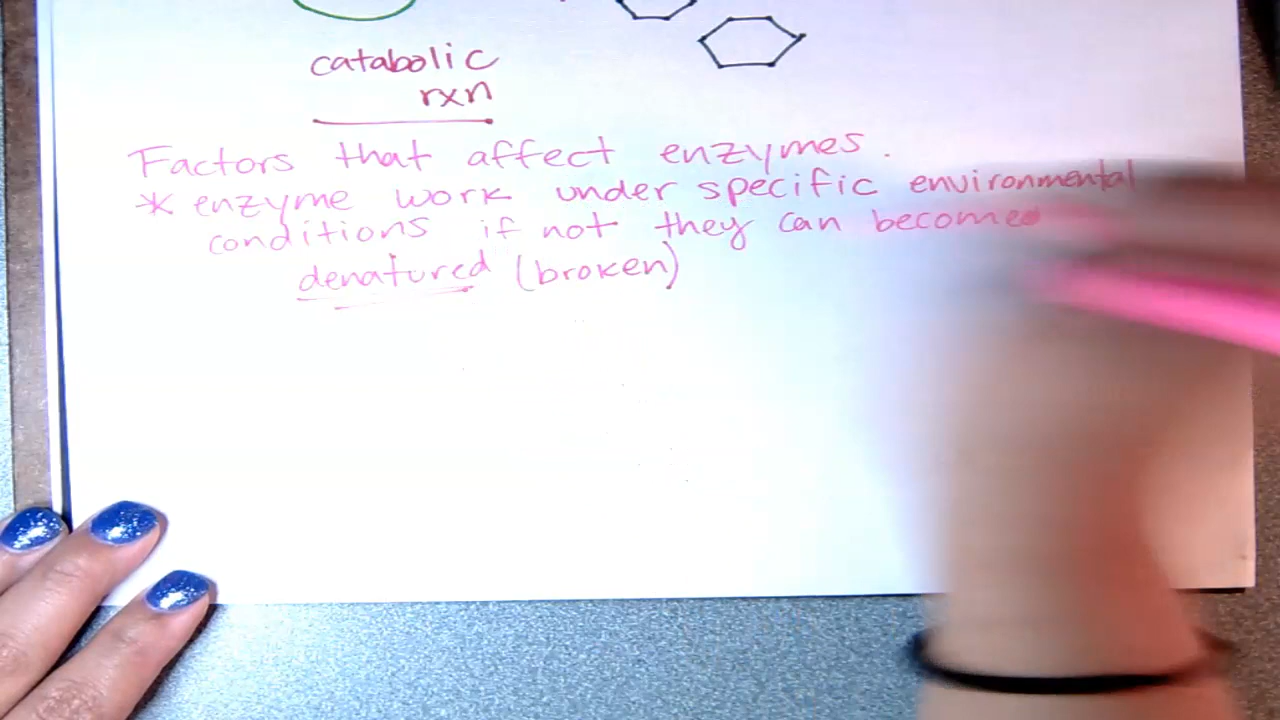 catabolic
rxn
Factors that affect enzymes.
* enzyme work under specific environmental
conditions if not they can become
denatured (broken)